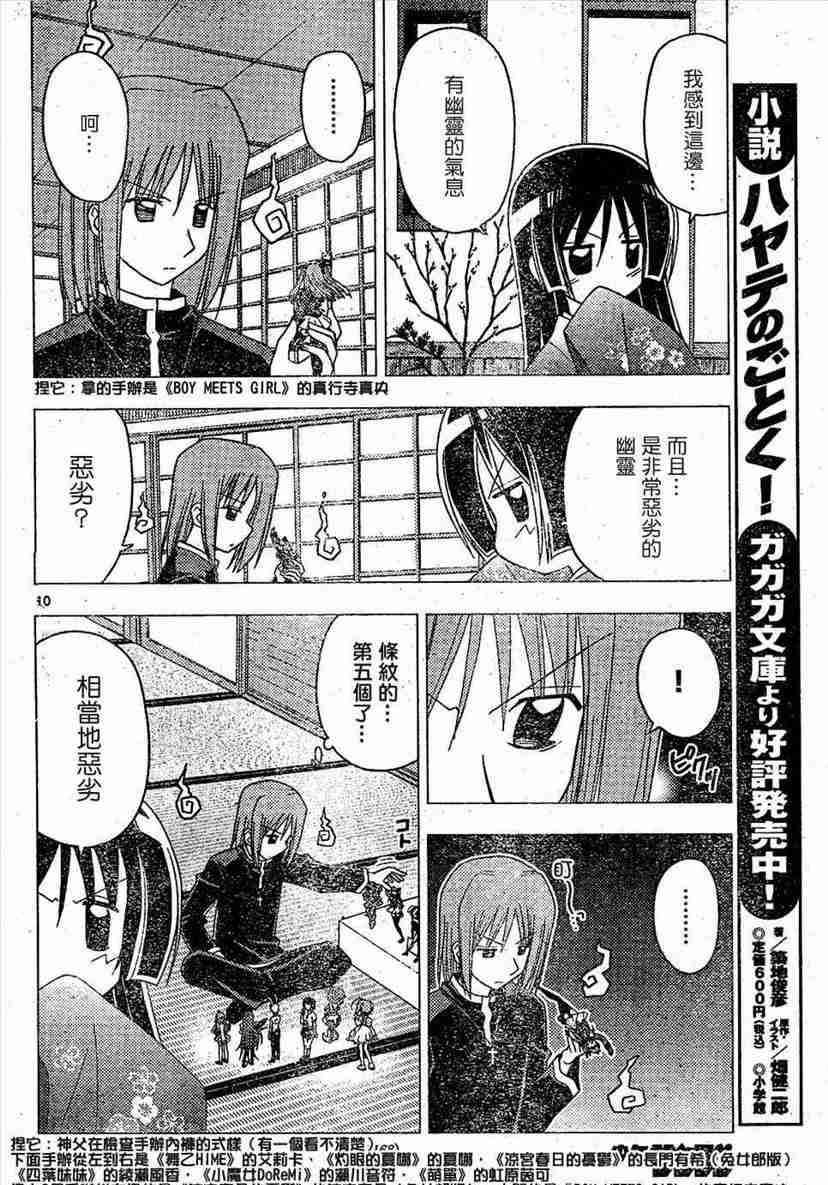 我感到這邊…
有幽靈的氣息
………
呵…
捏它：拿的手辦是《BOY MEETS GIRL》的真行寺真央
而且…
是非常惡劣的
幽靈
惡劣？
10
！
ピクッ
………
盯
條紋的…
第五個了…
コト
相當地惡劣
小説 ハヤテのごとく！ ガガガ文庫より好評発売中！
著／築地俊彦 原作イラスト／畑健二郎
◎定価600円(税込) ◎小学館
捏它：神父在檢查手辦內褲的式樣（有一個看不清楚）
下面手辦從左到右是《舞乙HIME》的艾莉卡、《灼眼的夏娜》的夏娜、《涼宮春日的憂鬱》的長門有希（兔女郎版）
《四葉妹妹》的綾瀨風香、《小魔女DoReMi》的瀨川音符、《萌單》的虹原茵可